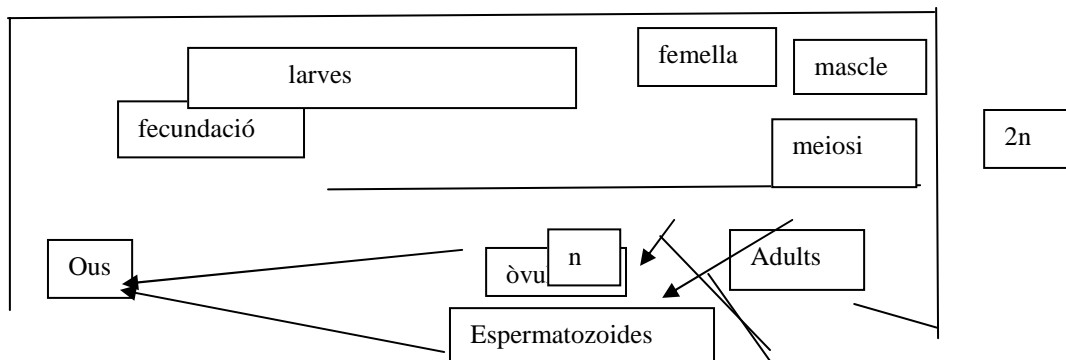 femella
mascle
larves
fecundació
meiosi
2n
n
Adults
Ous
Espermatozoides